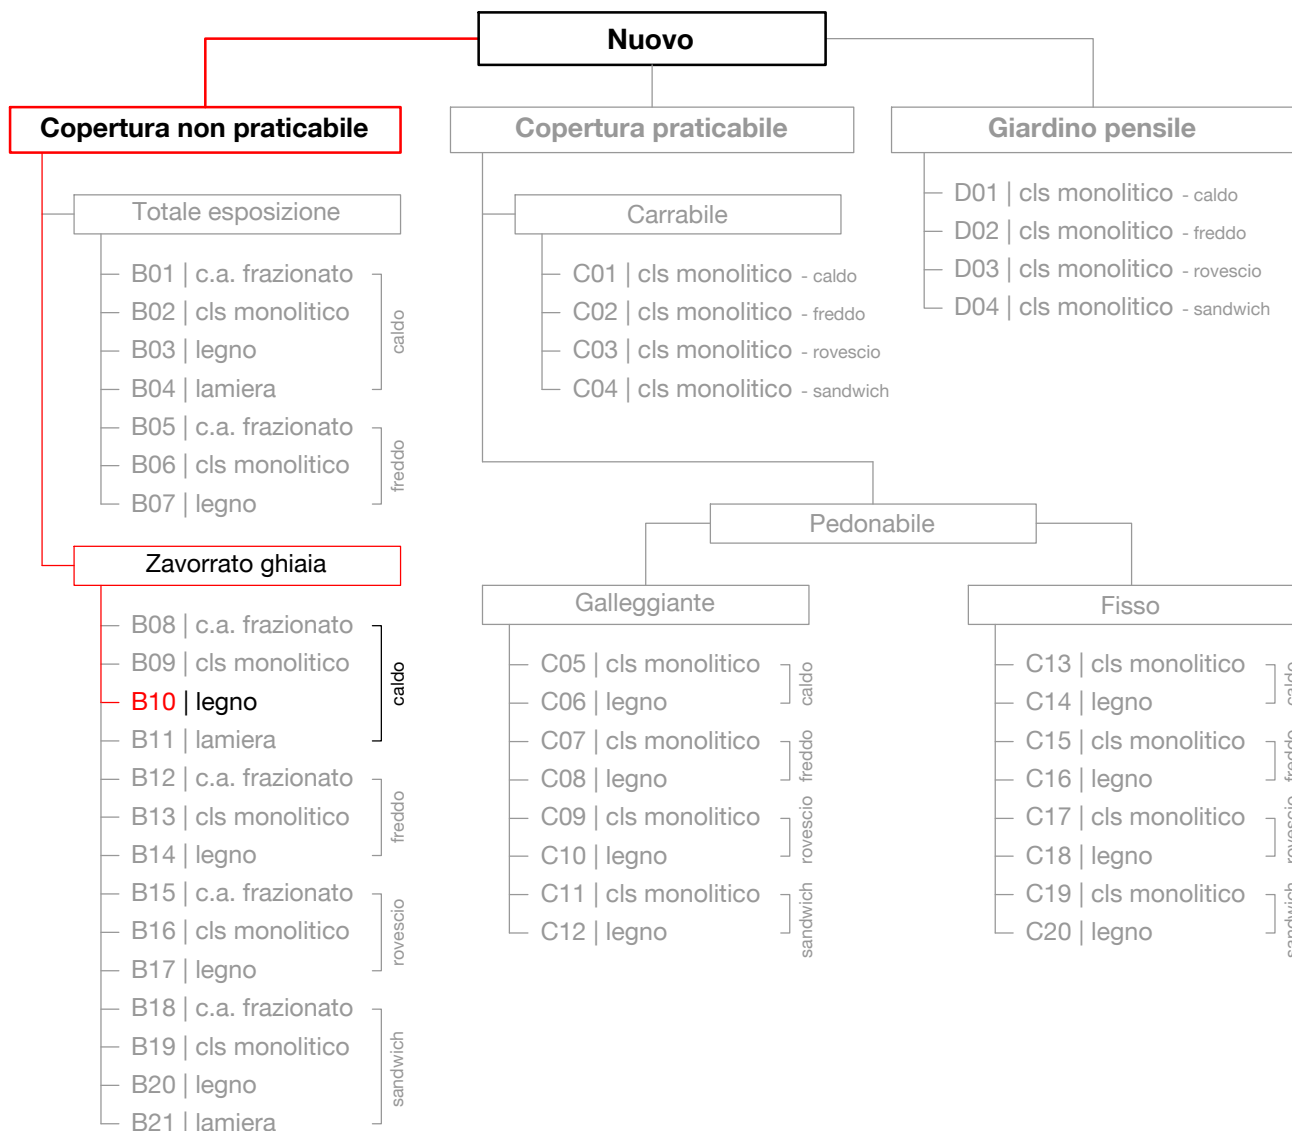 Nuovo
Copertura non praticabile
Totale esposizione
B01 | c.a. frazionato
B02 | cls monolitico
B03 | legno
B04 | lamiera
caldo
B05 | c.a. frazionato
B06 | cls monolitico
B07 | legno
freddo
Zavorrato ghiaia
B08 | c.a. frazionato
B09 | cls monolitico
B10 | legno
B11 | lamiera
caldo
B12 | c.a. frazionato
B13 | cls monolitico
B14 | legno
freddo
B15 | c.a. frazionato
B16 | cls monolitico
B17 | legno
rovescio
B18 | c.a. frazionato
B19 | cls monolitico
B20 | legno
B21 | lamiera
sandwich
Copertura praticabile
Carrabile
C01 | cls monolitico - caldo
C02 | cls monolitico - freddo
C03 | cls monolitico - rovescio
C04 | cls monolitico - sandwich
Pedonabile
Galleggiante
C05 | cls monolitico
C06 | legno
caldo
C07 | cls monolitico
C08 | legno
freddo
C09 | cls monolitico
C10 | legno
rovescio
C11 | cls monolitico
C12 | legno
sandwich
Fisso
C13 | cls monolitico
C14 | legno
caldo
C15 | cls monolitico
C16 | legno
freddo
C17 | cls monolitico
C18 | legno
rovescio
C19 | cls monolitico
C20 | legno
sandwich
Giardino pensile
D01 | cls monolitico - caldo
D02 | cls monolitico - freddo
D03 | cls monolitico - rovescio
D04 | cls monolitico - sandwich